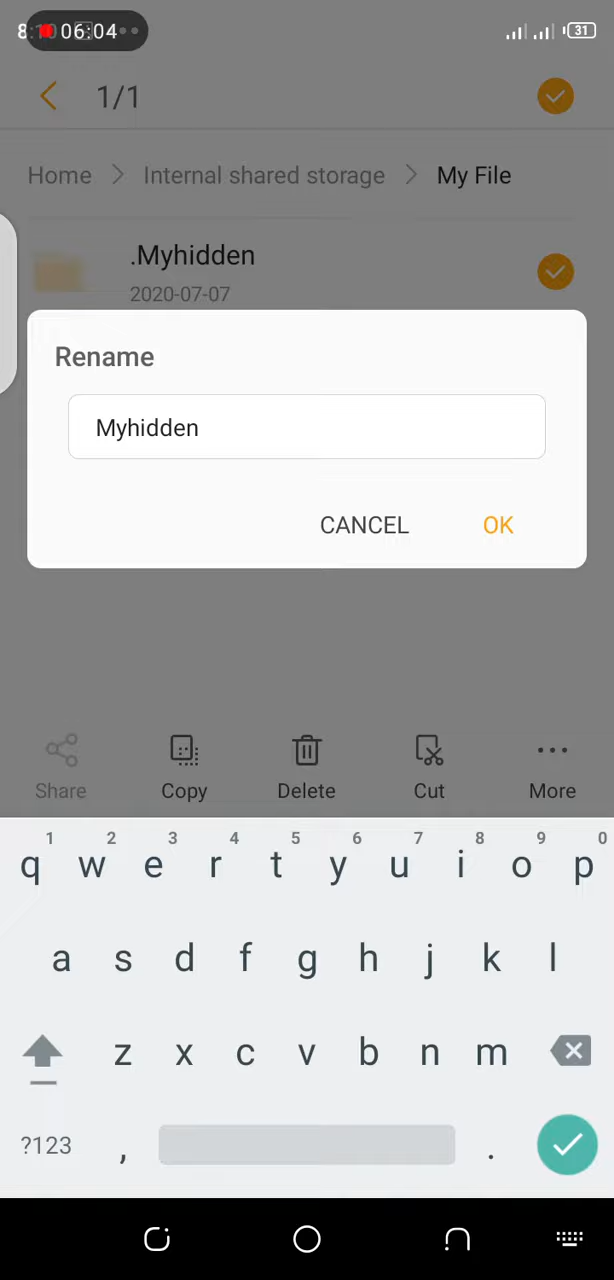 06:04
31
1/1
Home > Internal shared storage > My File
.Myhidden
2020-07-07
Rename
Myhidden
CANCEL OK
Share Copy Delete Cut More
1 2 3 4 5 6 7 8 9 0
q w e r t y u i o p
a s d f g h j k l
z x c v b n m
?123 , .